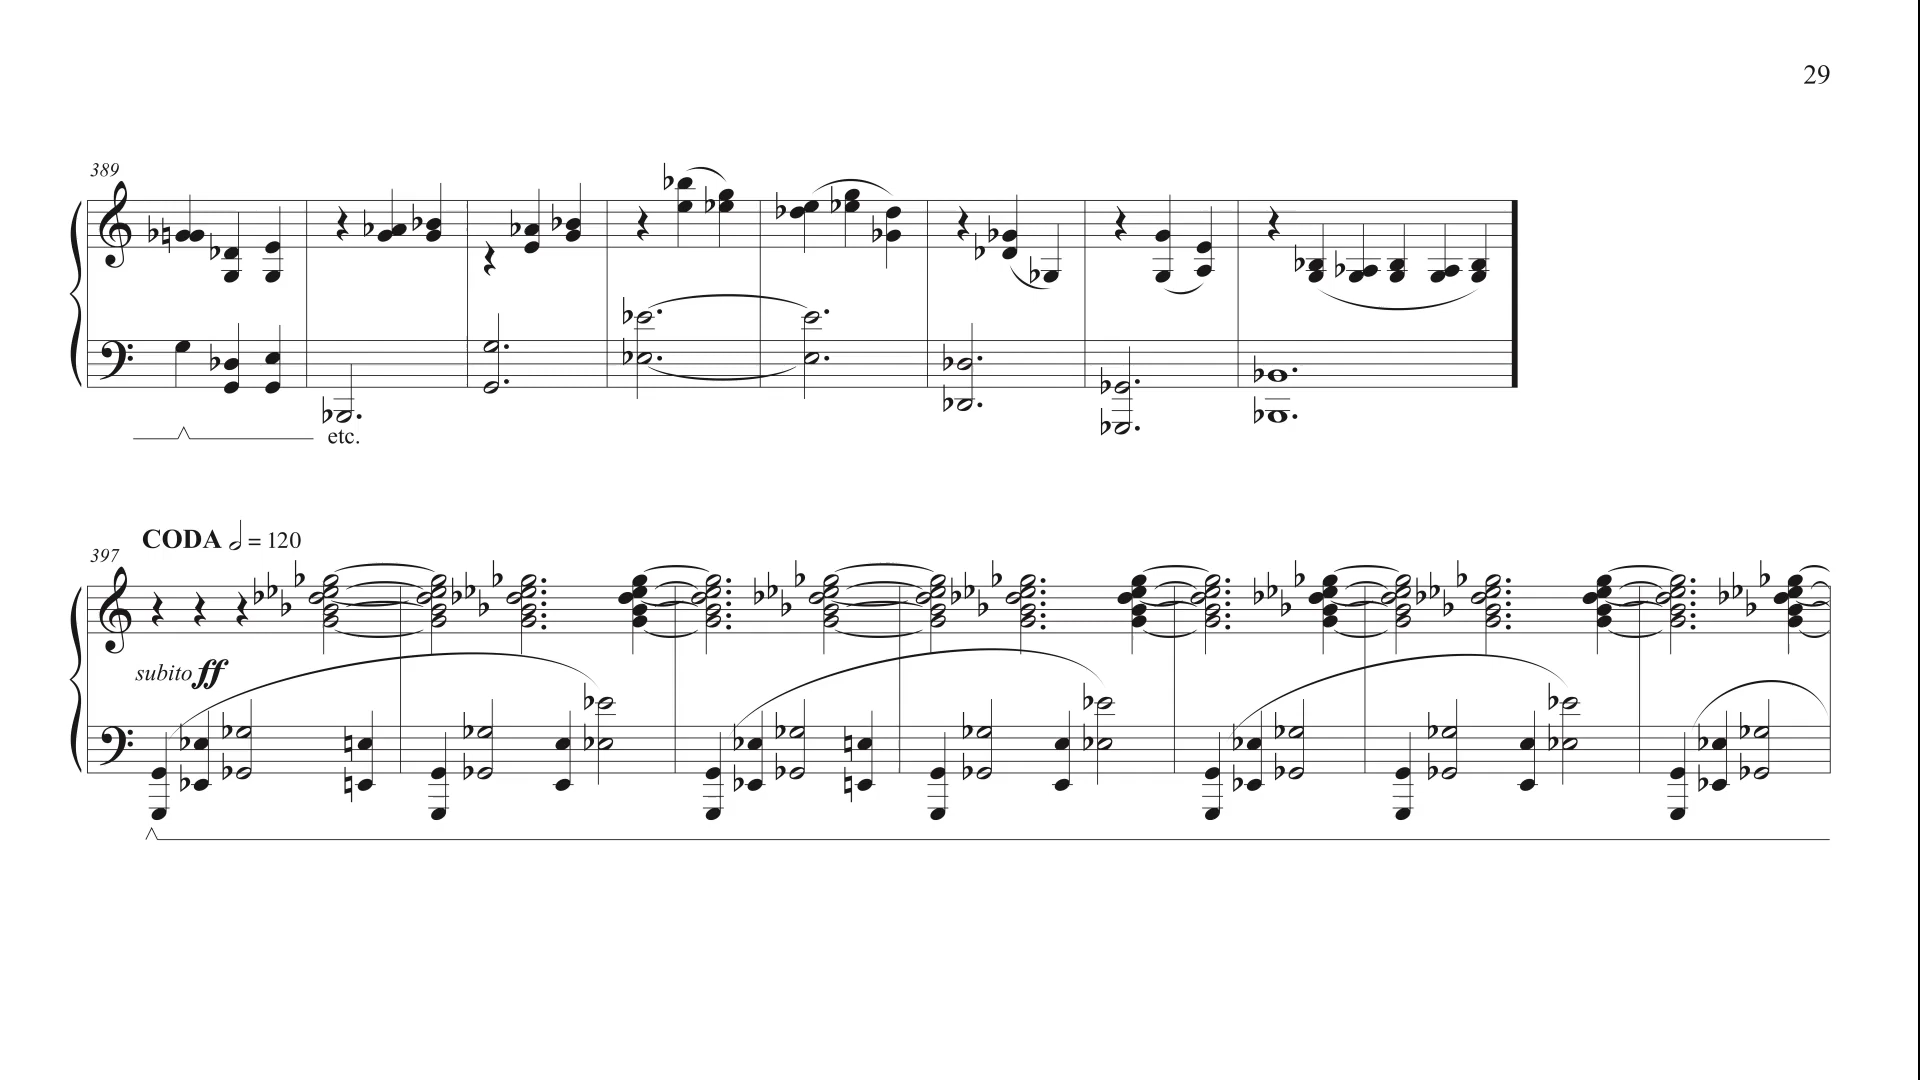 29
389
etc.
CODA 𝅗𝅥 = 120
397
subito ff